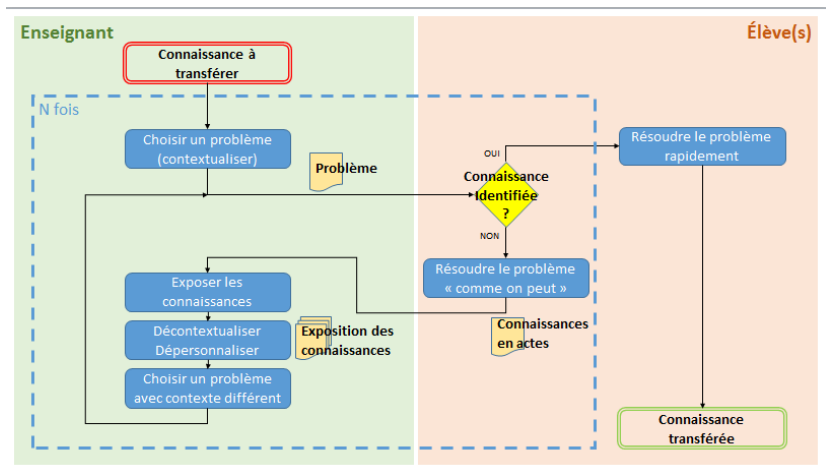 Enseignant
Élève(s)
Connaissance à
transférer
N fois
Choisir un problème
(contextualiser)
Problème
OUI
Connaissance
Identifiée
?
NON
Résoudre le problème
rapidement
Résoudre le problème
« comme on peut »
Exposer les
connaissances
Décontextualiser
Dépersonnaliser
Exposition des
connaissances
Connaissances
en actes
Choisir un problème
avec contexte différent
Connaissance
transférée